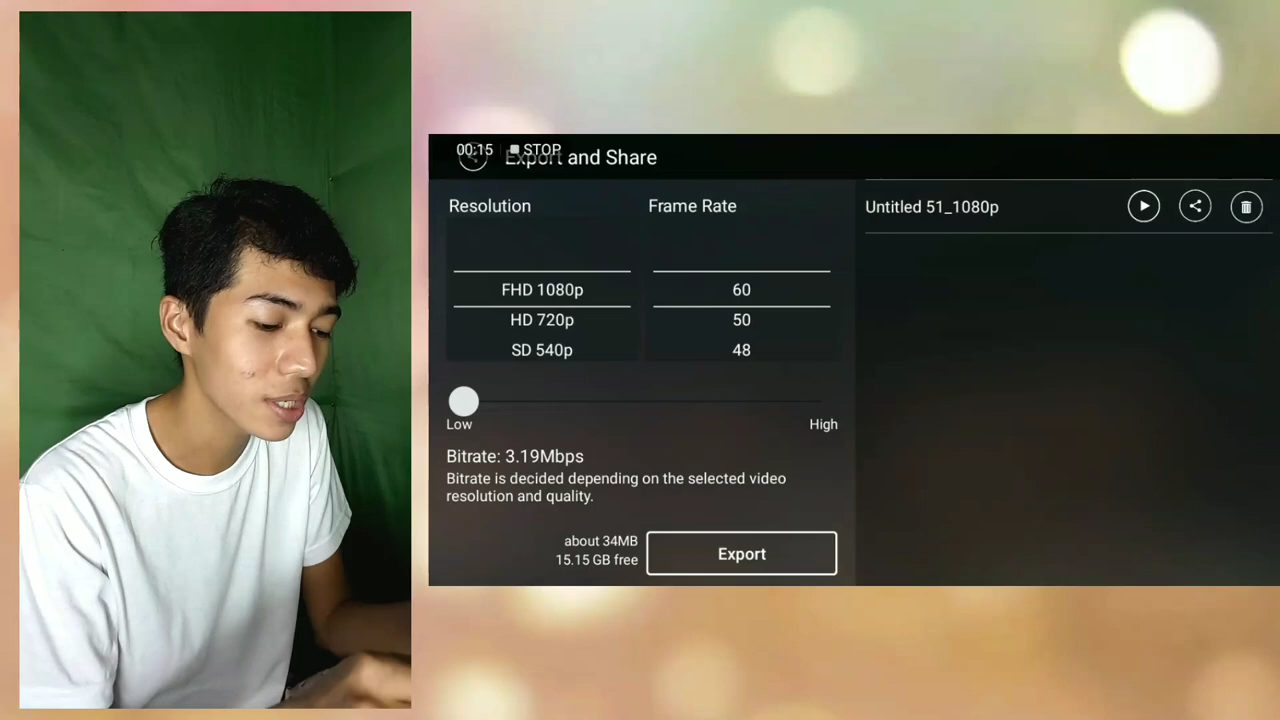 00:15 STOP
Export and Share
Resolution
Frame Rate
FHD 1080p
60
HD 720p
50
SD 540p
48
Low
High
Bitrate: 3.19Mbps
Bitrate is decided depending on the selected video
resolution and quality.
about 34MB
15.15 GB free
Export
Untitled 51_1080p